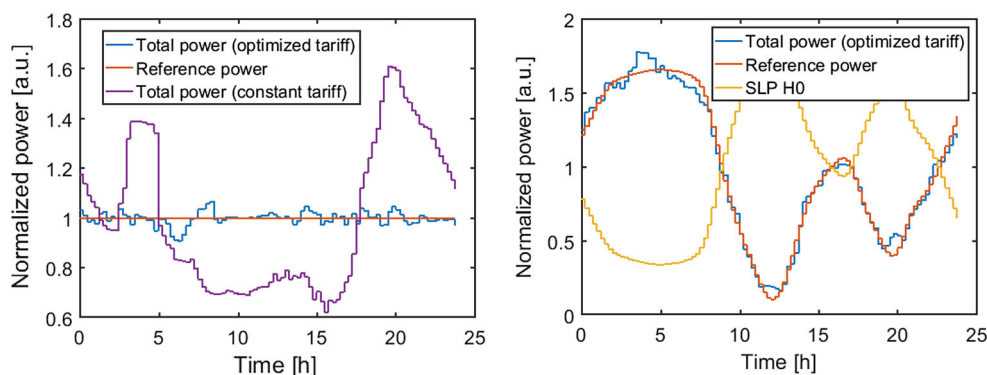 1.8
1.6
1.4
1.2
1
0.8
0.6
Normalized power [a.u.]
Total power (optimized tariff)
Reference power
Total power (constant tariff)
0 5 10 15 20 25
Time [h]
2
1.5
1
0.5
0
Normalized power [a.u.]
Total power (optimized tariff)
Reference power
SLP H0
0 5 10 15 20 25
Time [h]